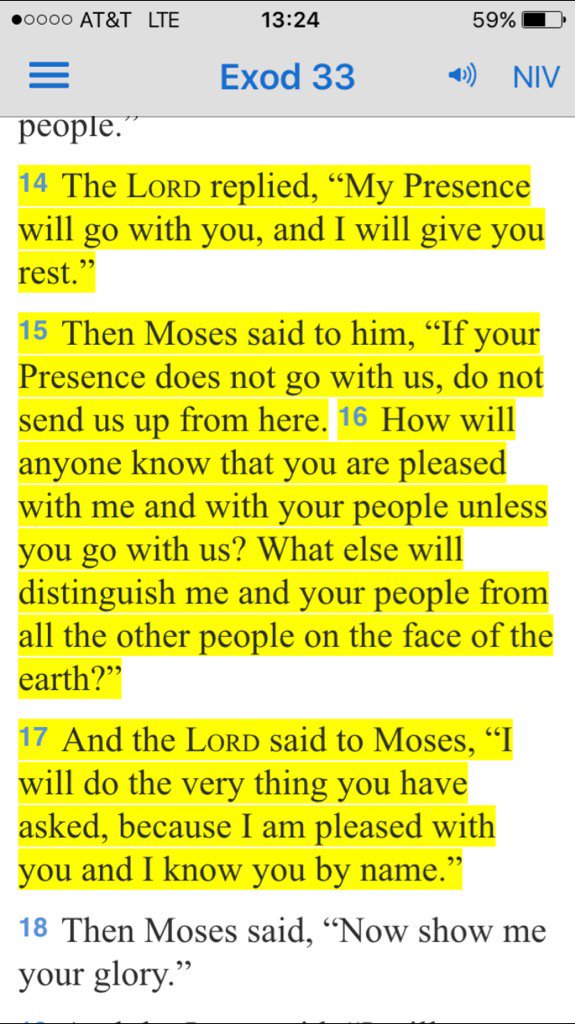 AT&T LTE 13:24 59%
Exod 33 NIV
people.”
14 The LORD replied, “My Presence
will go with you, and I will give you
rest.”
15 Then Moses said to him, “If your
Presence does not go with us, do not
send us up from here. 16 How will
anyone know that you are pleased
with me and with your people unless
you go with us? What else will
distinguish me and your people from
all the other people on the face of the
earth?”
17 And the LORD said to Moses, “I
will do the very thing you have
asked, because I am pleased with
you and I know you by name.”
18 Then Moses said, “Now show me
your glory.”